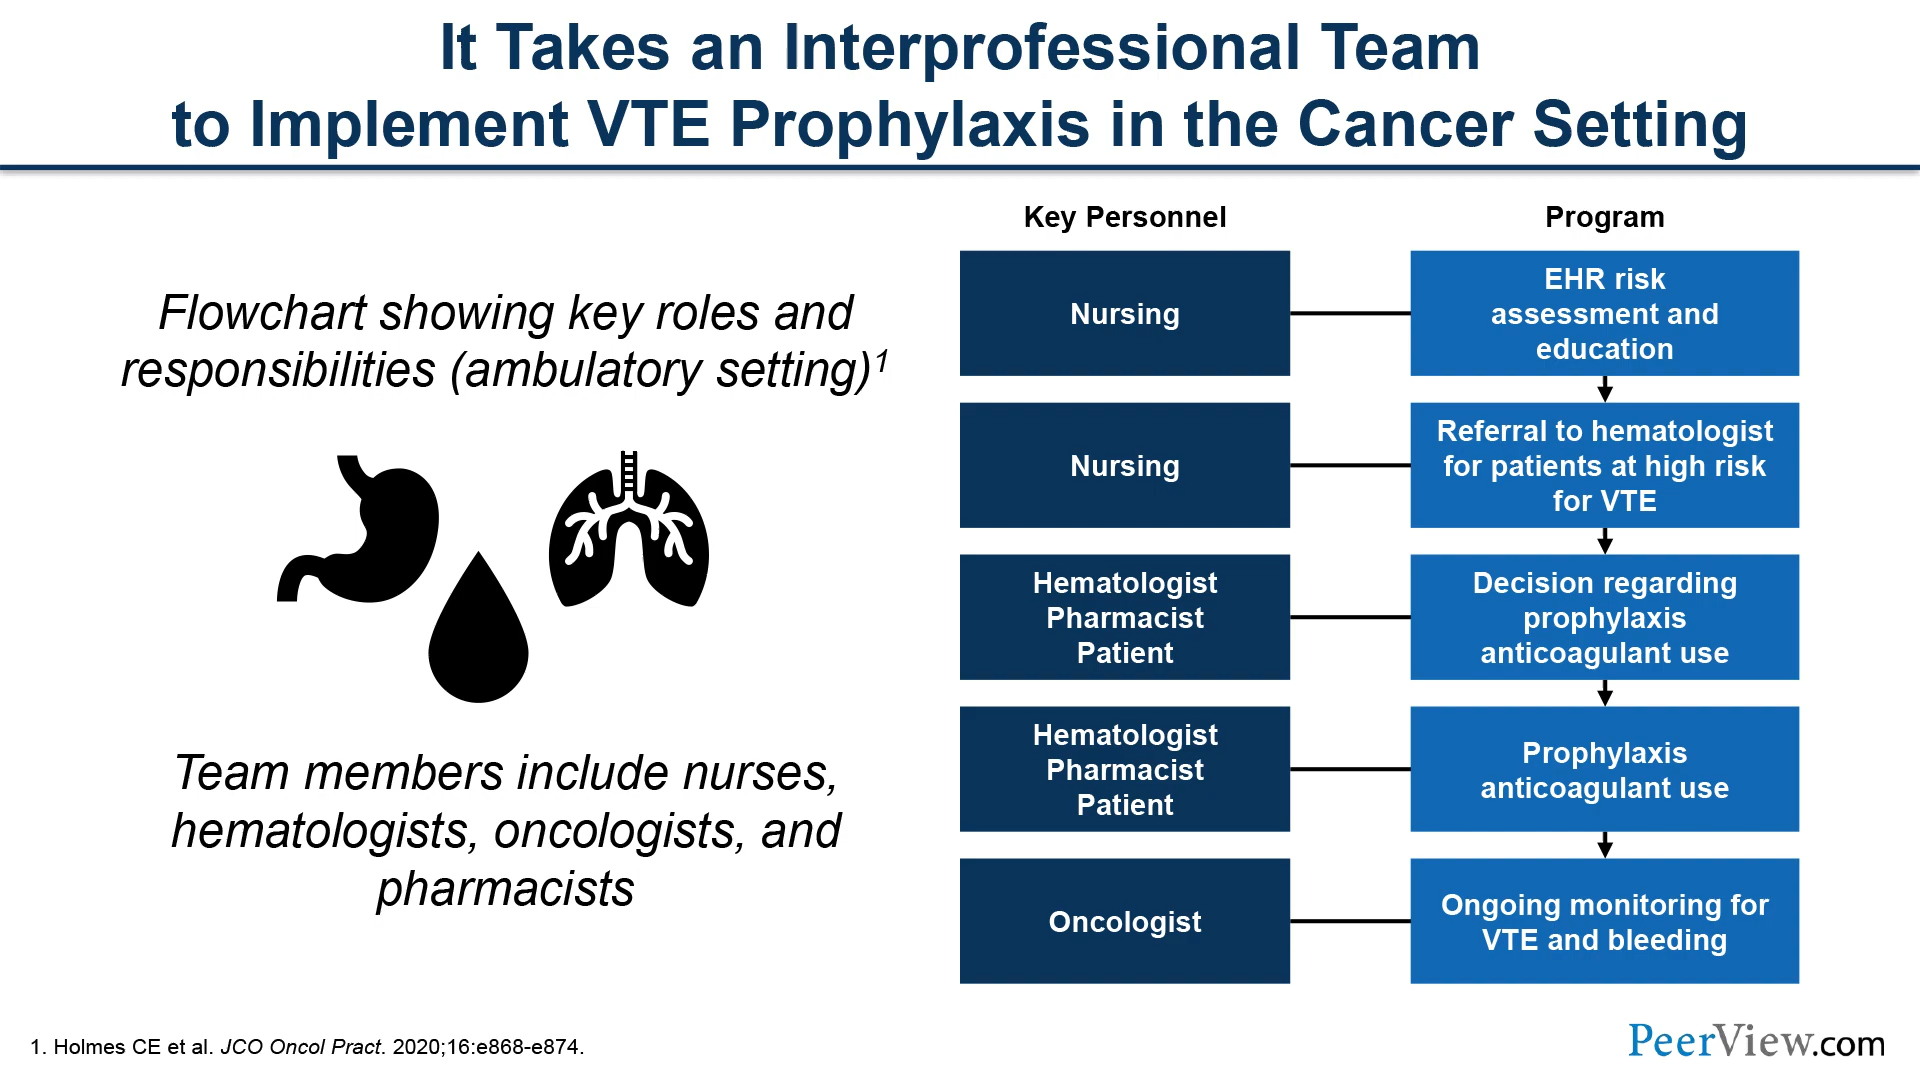 It Takes an Interprofessional Team
to Implement VTE Prophylaxis in the Cancer Setting
Flowchart showing key roles and
responsibilities (ambulatory setting)1
Team members include nurses,
hematologists, oncologists, and
pharmacists
Key Personnel
Program
Nursing
EHR risk
assessment and
education
Nursing
Referral to hematologist
for patients at high risk
for VTE
Hematologist
Pharmacist
Patient
Decision regarding
prophylaxis
anticoagulant use
Hematologist
Pharmacist
Patient
Prophylaxis
anticoagulant use
Oncologist
Ongoing monitoring for
VTE and bleeding
1. Holmes CE et al. JCO Oncol Pract. 2020;16:e868-e874.
PeerView.com